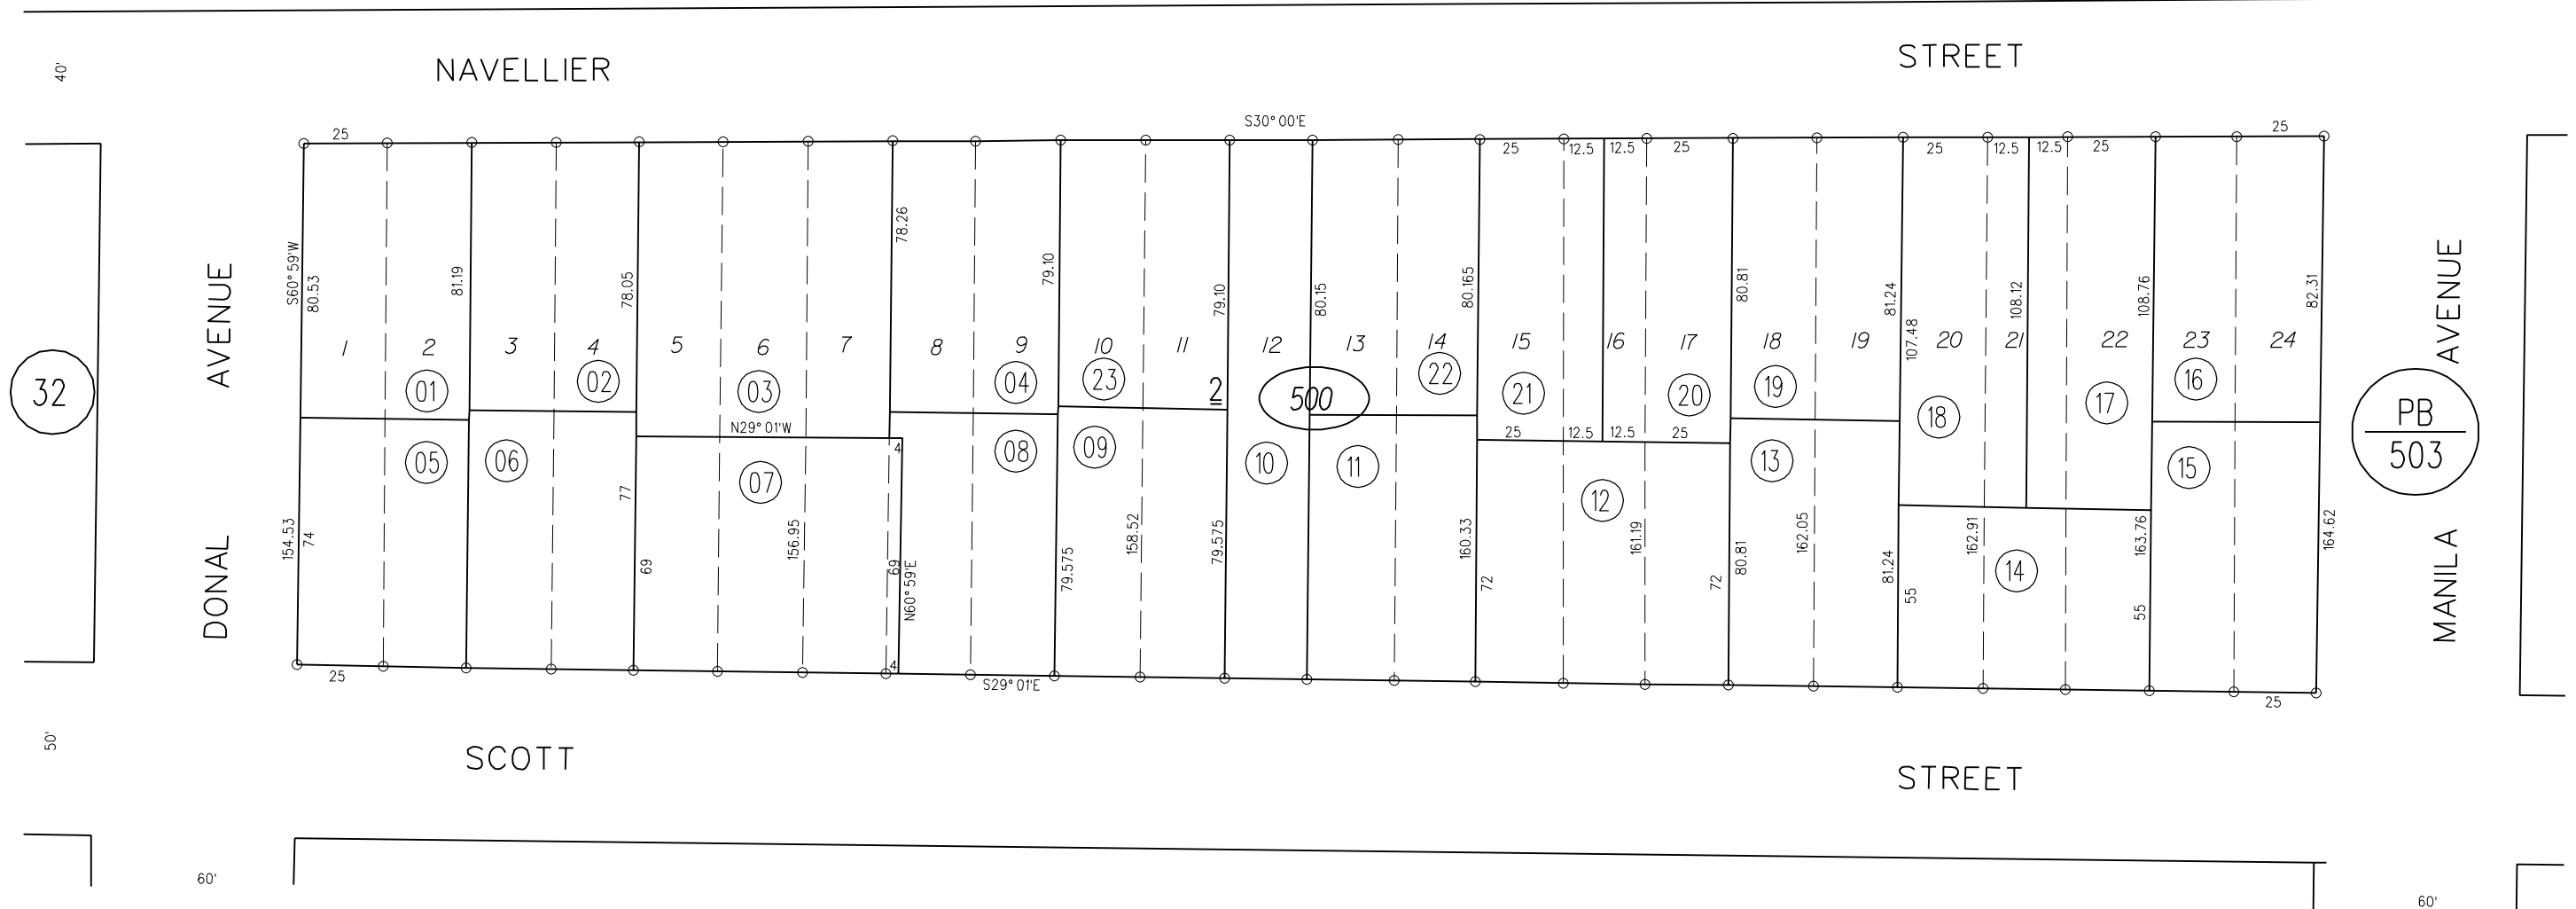 40'
NAVELLIER STREET
S30° 00'E
25
25
25 12.5 12.5 25
25 12.5 12.5 25
S60° 59'W
80.53
81.19
78.05
78.26
79.10
79.10
80.15
80.165
80.81
81.24
107.48
108.12
108.76
82.31
DONAL AVENUE
MANILA AVENUE
1 2 3 4 5 6 7 8 9 10 11 12 13 14 15 16 17 18 19 20 21 22 23 24
32
01 02 03 04 23 2 500 22 21 20 19 18 17 16
PB
503
N29° 01'W
4
25 12.5 12.5 25
05 06 07 08 09 10 11 12 13 14 15
154.53
74
77
69
156.95
69
N60° 59'E
79.575
158.52
79.575
160.33
72
161.19
72
80.81
162.05
81.24
55
162.91
163.76
55
164.62
4
25
S29° 01'E
25
50'
SCOTT STREET
60'
60'